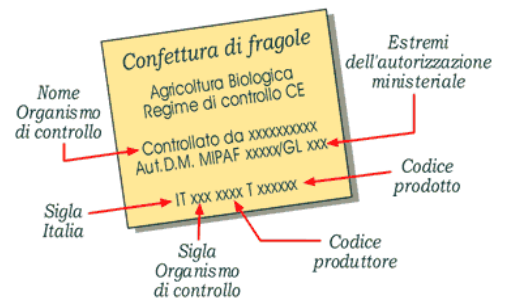 Confettura di fragole
Agricoltura Biologica
Regime di controllo CE
Controllato da xxxxxxxxxx
Aut.D.M. MIPAF xxxxx/GL xxx
IT xxx xxxx T xxxxxx
Nome
Organismo
di controllo
Estremi
dell'autorizzazione
ministeriale
Sigla
Italia
Sigla
Organismo
di controllo
Codice
produttore
Codice
prodotto